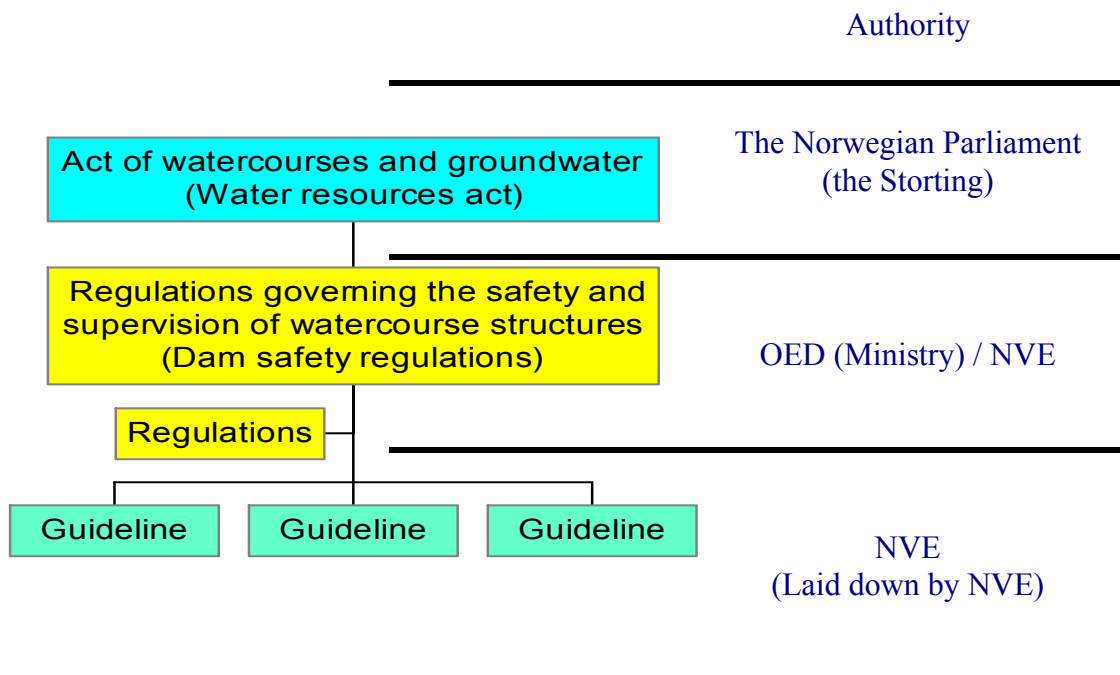 Authority
Act of watercourses and groundwater
(Water resources act)
The Norwegian Parliament
(the Storting)
Regulations governing the safety and
supervision of watercourse structures
(Dam safety regulations)
OED (Ministry) / NVE
Regulations
Guideline
Guideline
Guideline
NVE
(Laid down by NVE)